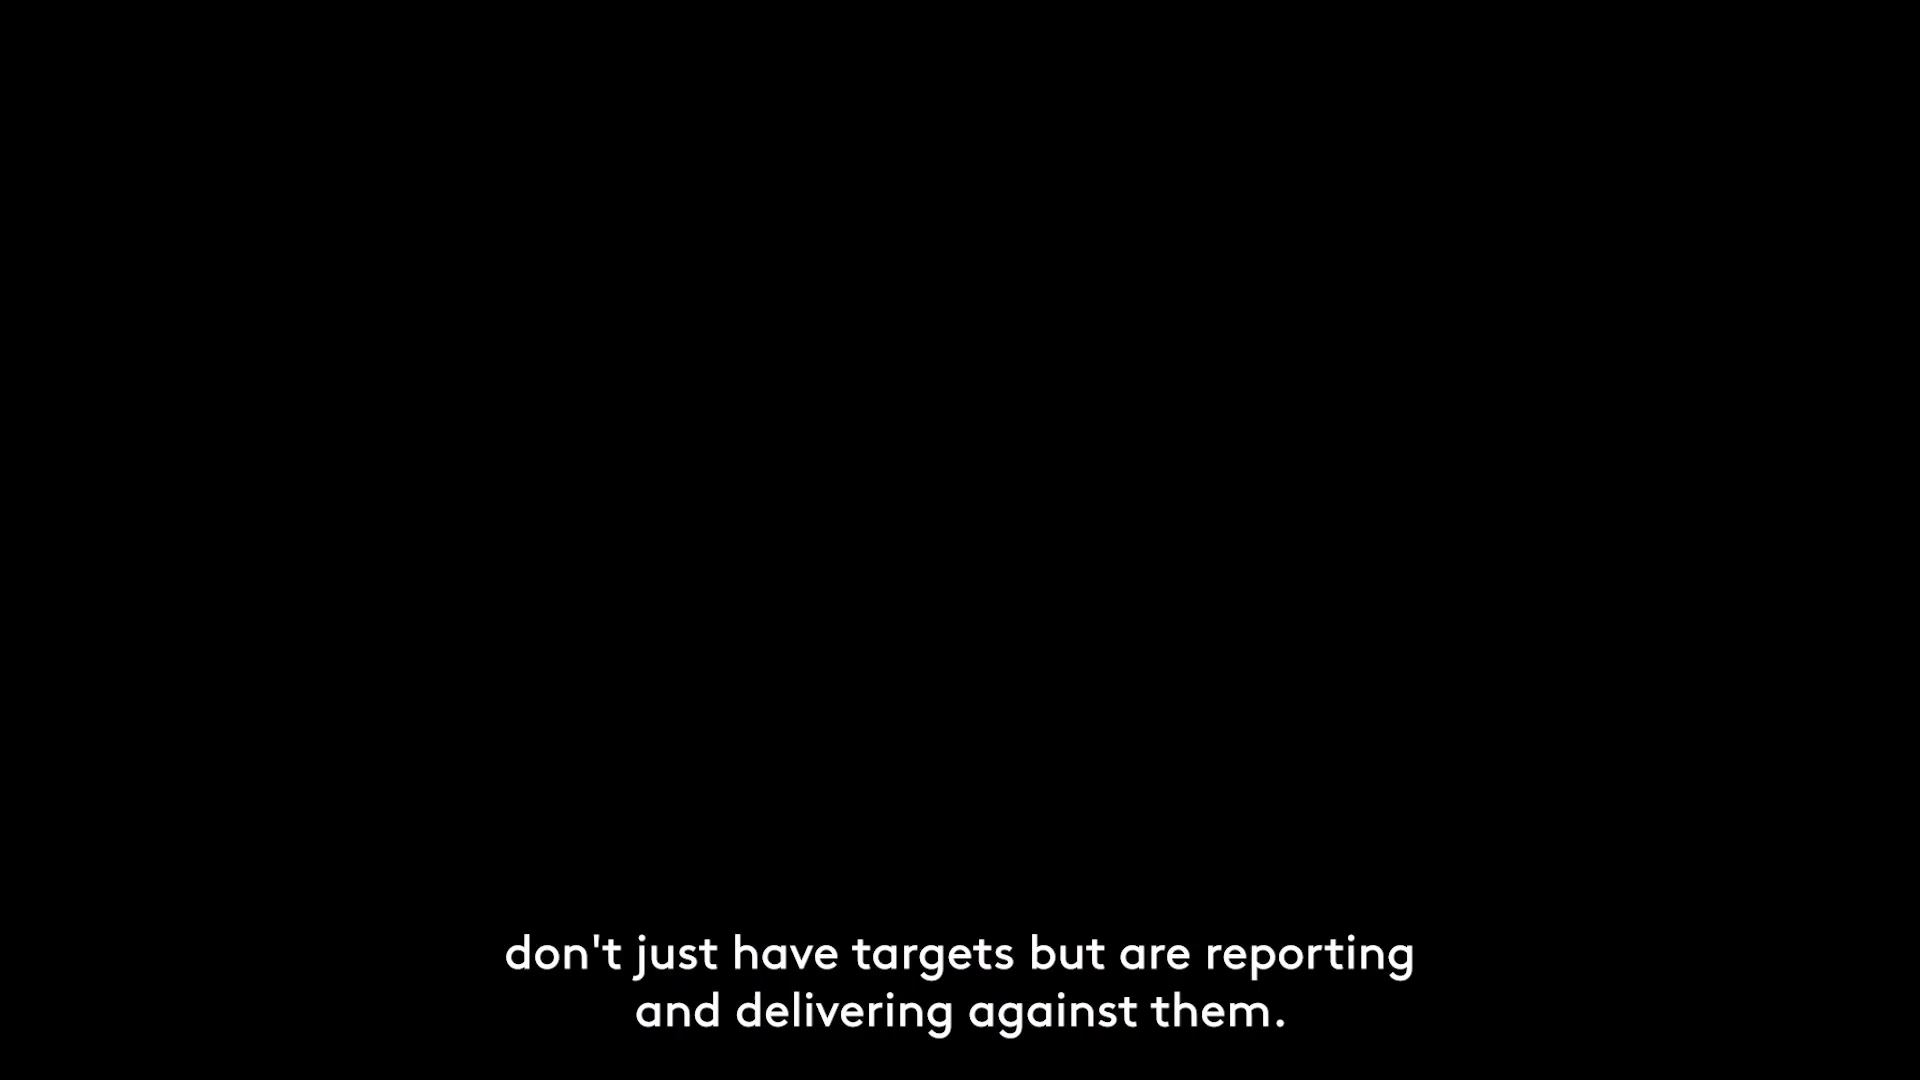 don't just have targets but are reporting
and delivering against them.